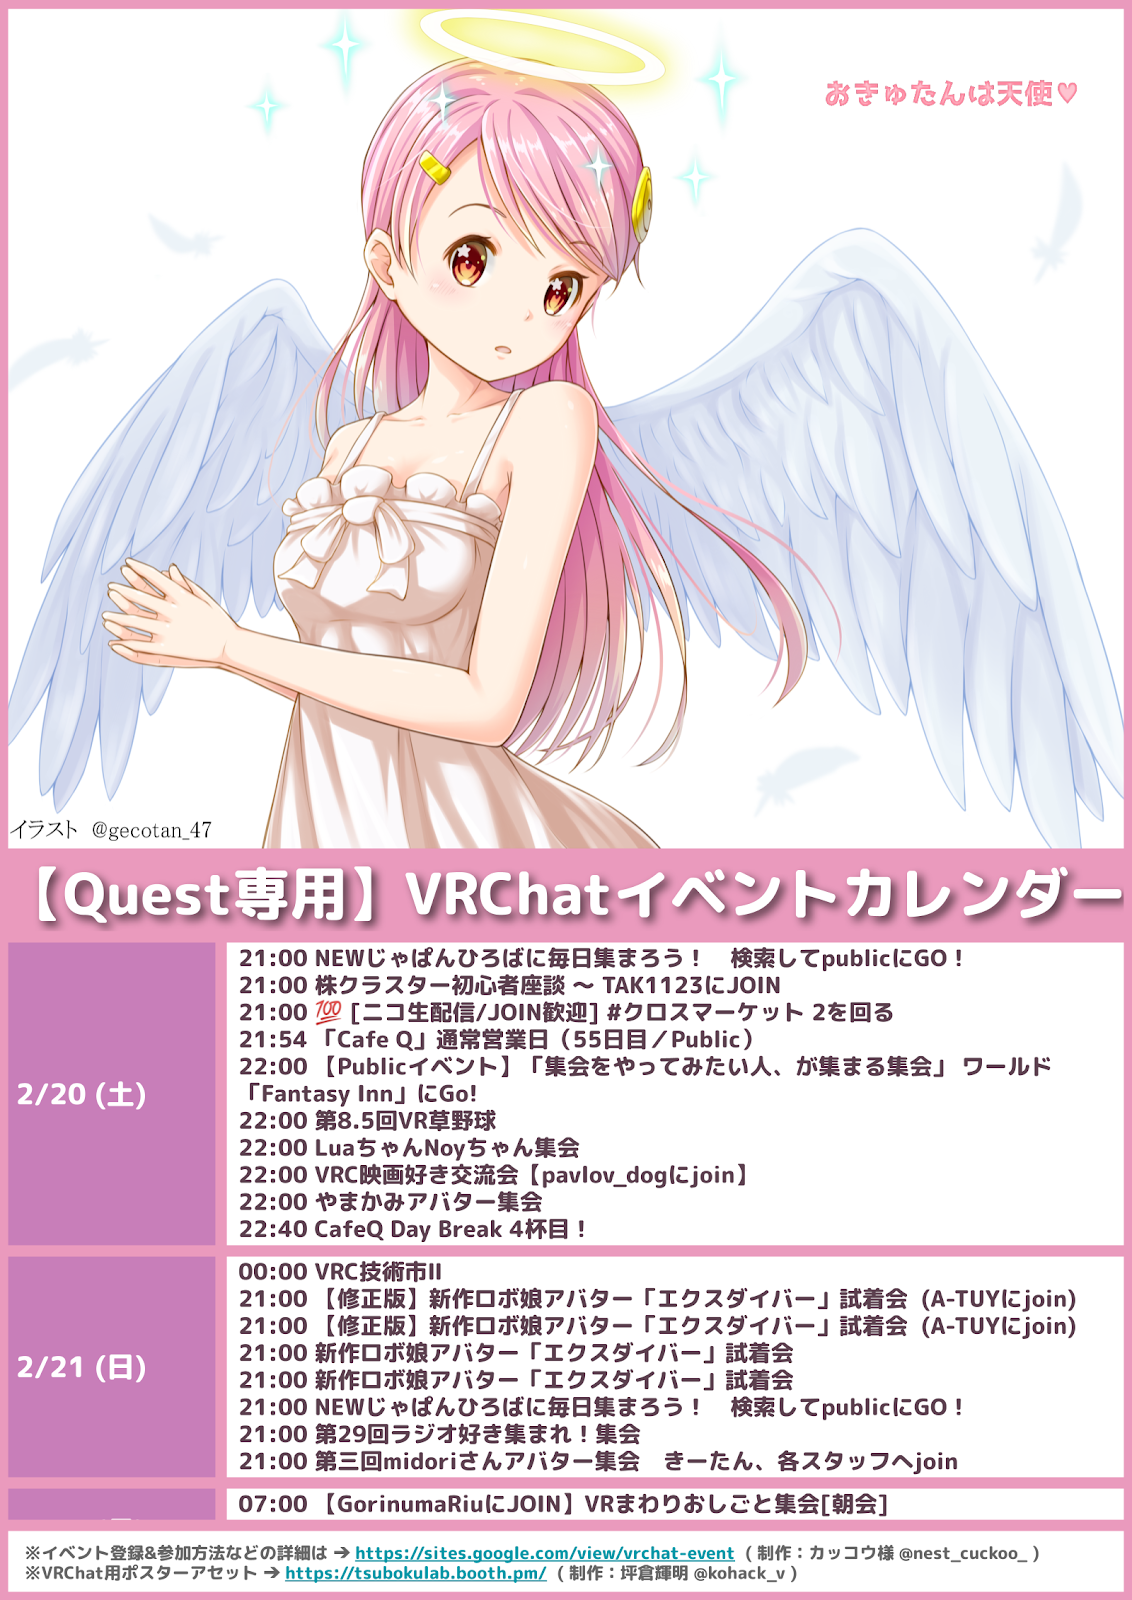 おきゅたんは天使♥
イラスト @gecotan_47
【Quest専用】VRChatイベントカレンダー
2/20 (土)
21:00 NEWじゃぱんひろばに毎日集まろう！　検索してpublicにGO！
21:00 株クラスター初心者座談 ～ TAK1123にJOIN
21:00 💯 [ニコ生配信/JOIN歓迎] #クロスマーケット 2を回る
21:54 「Cafe Q」通常営業日（55日目／Public）
22:00 【Publicイベント】「集会をやってみたい人、が集まる集会」 ワールド
「Fantasy Inn」にGo!
22:00 第8.5回VR草野球
22:00 LuaちゃんNoyちゃん集会
22:00 VRC映画好き交流会【pavlov_dogにjoin】
22:00 やまかみアバター集会
22:40 CafeQ Day Break 4杯目！
2/21 (日)
00:00 VRC技術市II
21:00 【修正版】新作ロボ娘アバター「エクスダイバー」試着会 (A-TUYにjoin)
21:00 【修正版】新作ロボ娘アバター「エクスダイバー」試着会 (A-TUYにjoin)
21:00 新作ロボ娘アバター「エクスダイバー」試着会
21:00 新作ロボ娘アバター「エクスダイバー」試着会
21:00 NEWじゃぱんひろばに毎日集まろう！　検索してpublicにGO！
21:00 第29回ラジオ好き集まれ！集会
21:00 第三回midoriさんアバター集会　きーたん、各スタッフへjoin
07:00 【GorinumaRiuにJOIN】VRまわりおしごと集会[朝会]
※イベント登録&参加方法などの詳細は → https://sites.google.com/view/vrchat-event ( 制作：カッコウ様 @nest_cuckoo_ )
※VRChat用ポスターアセット → https://tsubokulab.booth.pm/ ( 制作：坪倉輝明 @kohack_v )